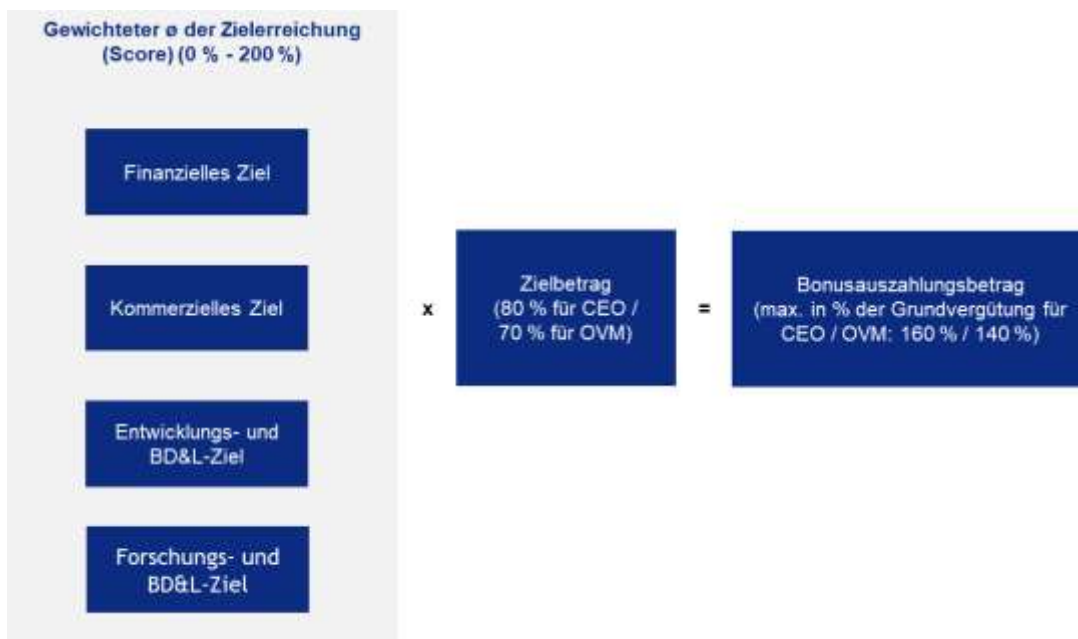 Gewichteter ø der Zielerreichung
(Score) (0 % - 200 %)
Finanzielles Ziel
Kommerzielles Ziel
Entwicklungs- und
BD&L-Ziel
Forschungs- und
BD&L-Ziel
x
Zielbetrag
(80 % für CEO /
70 % für OVM)
=
Bonusauszahlungsbetrag
(max. in % der Grundvergütung für
CEO / OVM: 160 % / 140 %)